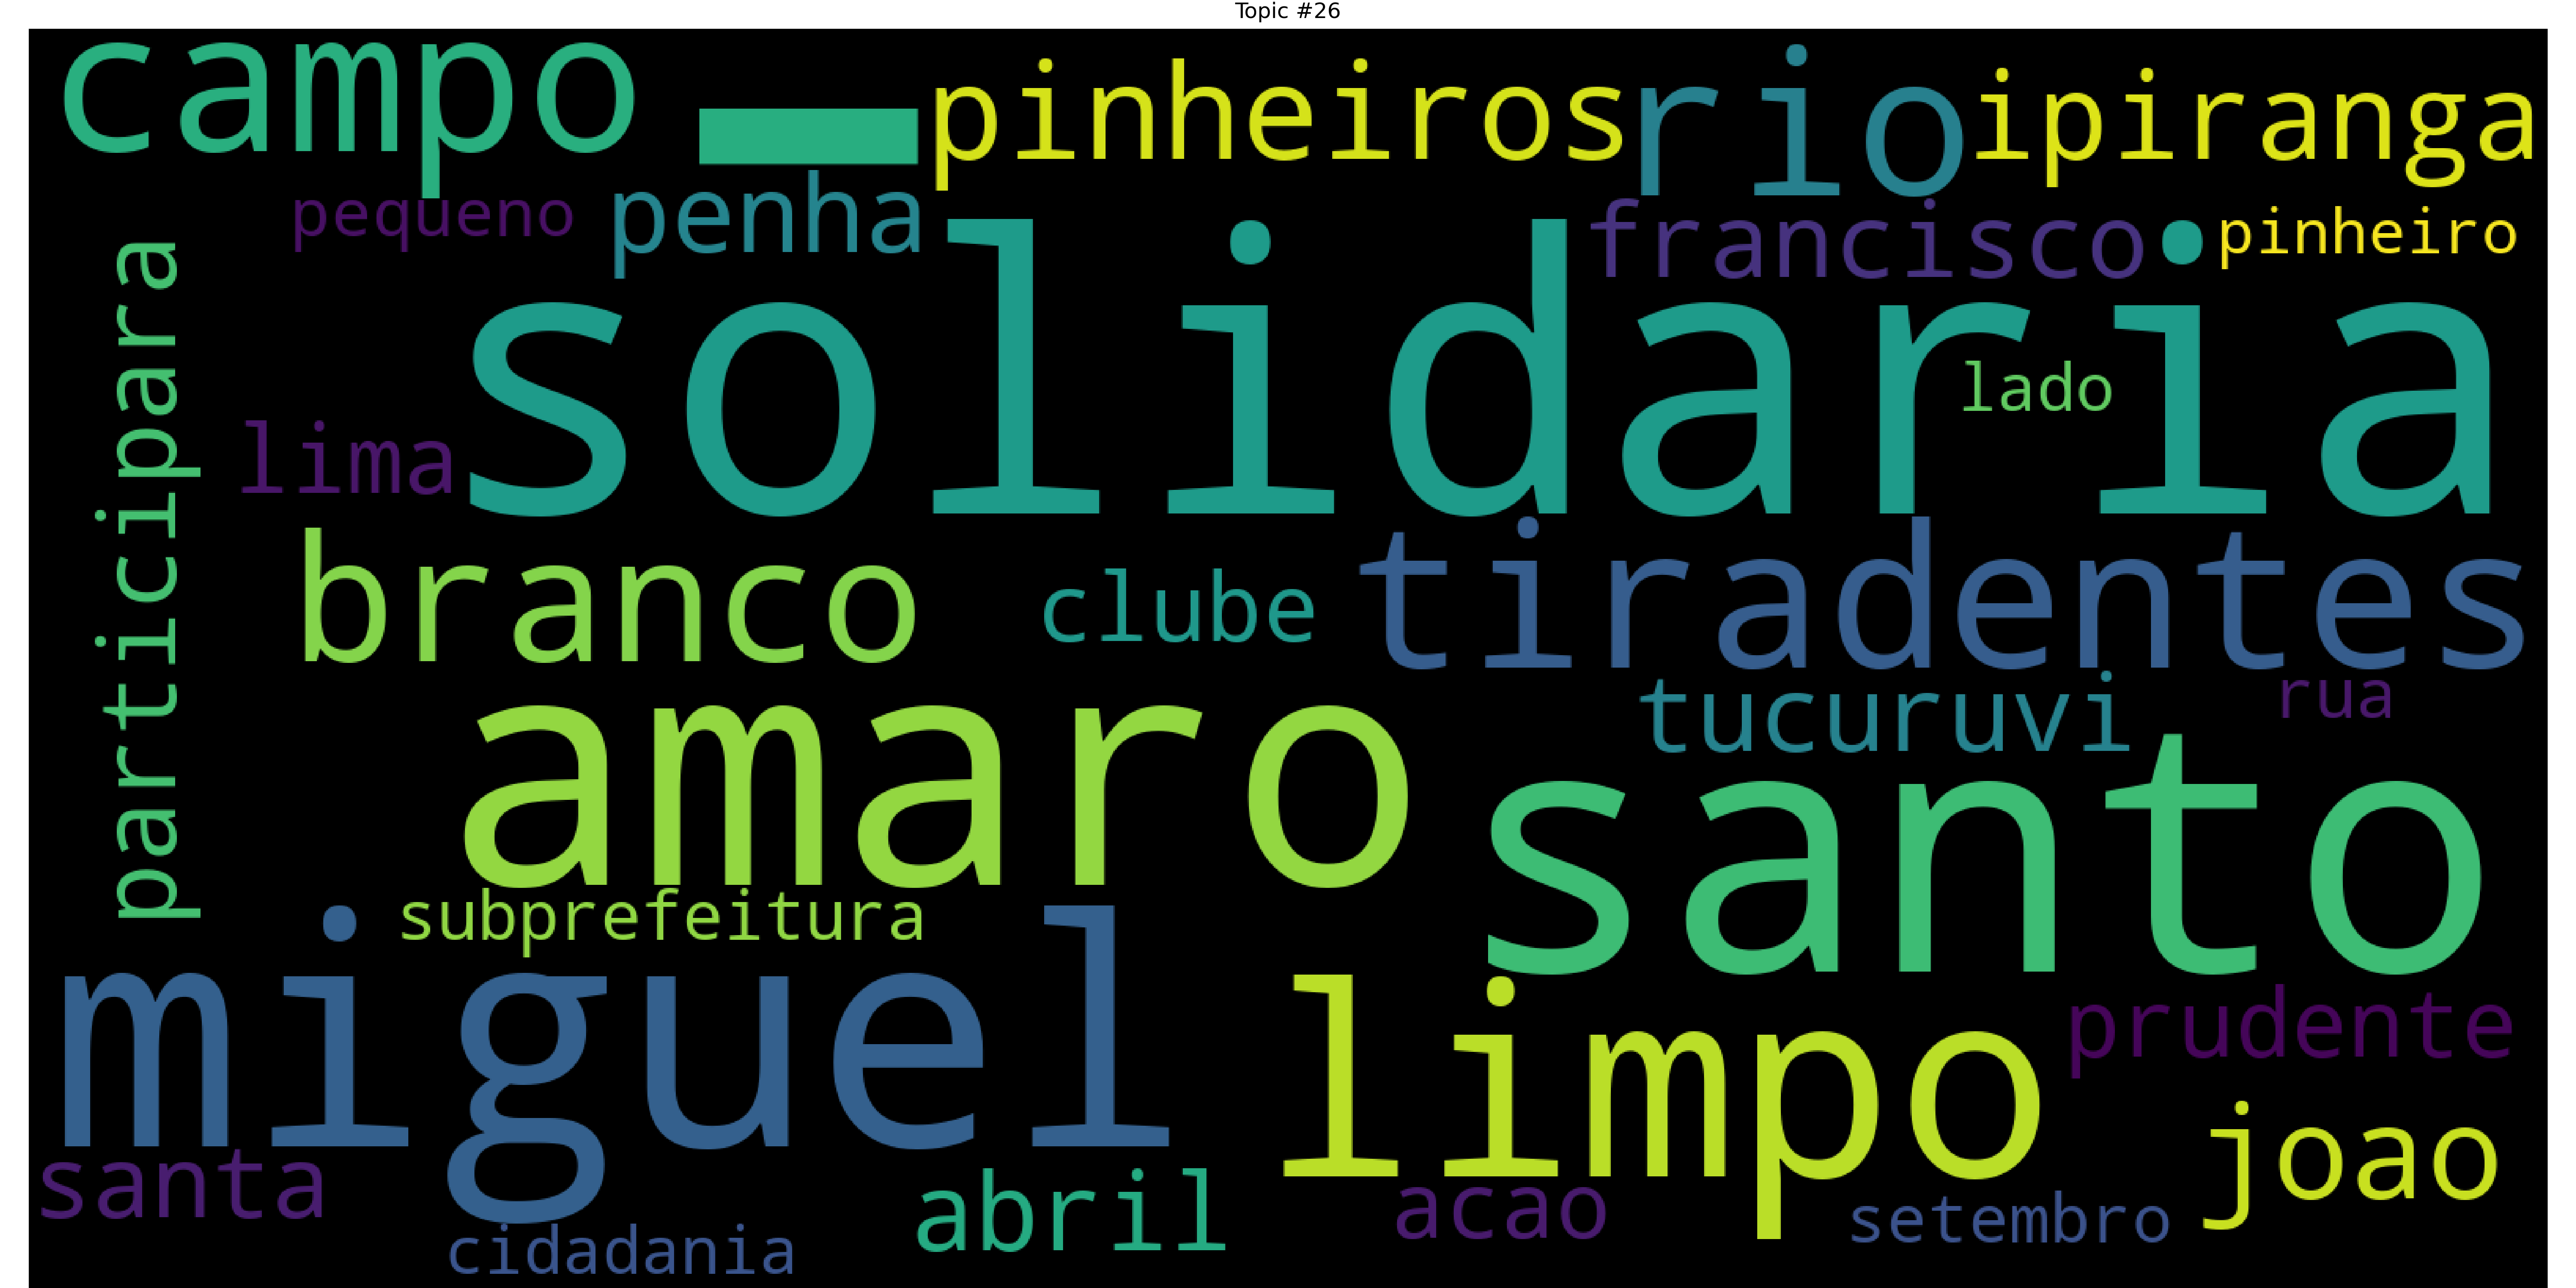 Topic #26
campo
_
pinheiros
rio
ipiranga
pequeno
penha
francisco
pinheiro
participara
solidaria
lado
lima
branco
clube
tiradentes
tucuruvi
rua
amaro
santo
subprefeitura
miguel
limpo
prudente
joao
santa
abril
acao
setembro
cidadania